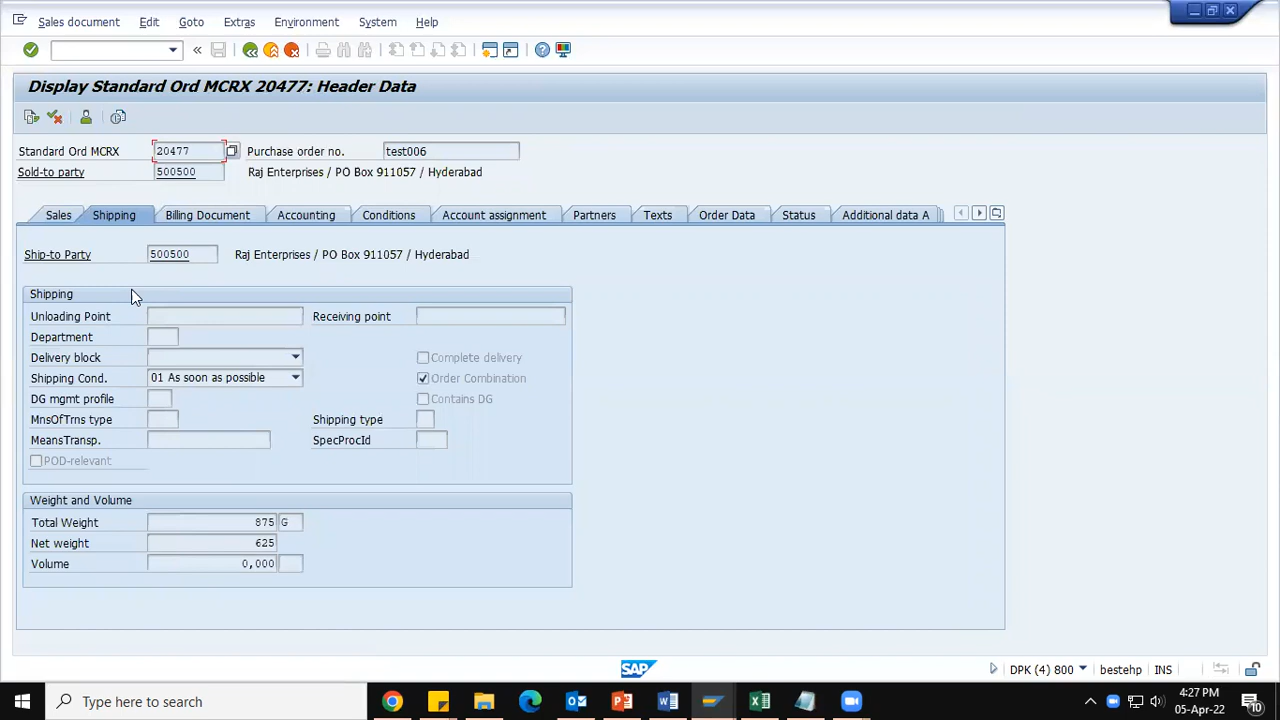 Sales document Edit Goto Extras Environment System Help
Display Standard Ord MCRX 20477: Header Data
Standard Ord MCRX 20477 Purchase order no. test006
Sold-to party 500500 Raj Enterprises / PO Box 911057 / Hyderabad
Sales Shipping Billing Document Accounting Conditions Account assignment Partners Texts Order Data Status Additional data A
Ship-to Party 500500 Raj Enterprises / PO Box 911057 / Hyderabad
Shipping
Unloading Point Receiving point
Department
Delivery block Complete delivery
Shipping Cond. 01 As soon as possible Order Combination
DG mgmt profile Contains DG
MnsOfTrns type Shipping type
MeansTransp. SpecProcId
POD-relevant
Weight and Volume
Total Weight 875 G
Net weight 625
Volume 0,000
SAP DPK (4) 800 bestehp INS
Type here to search
4:27 PM
05-Apr-22
10